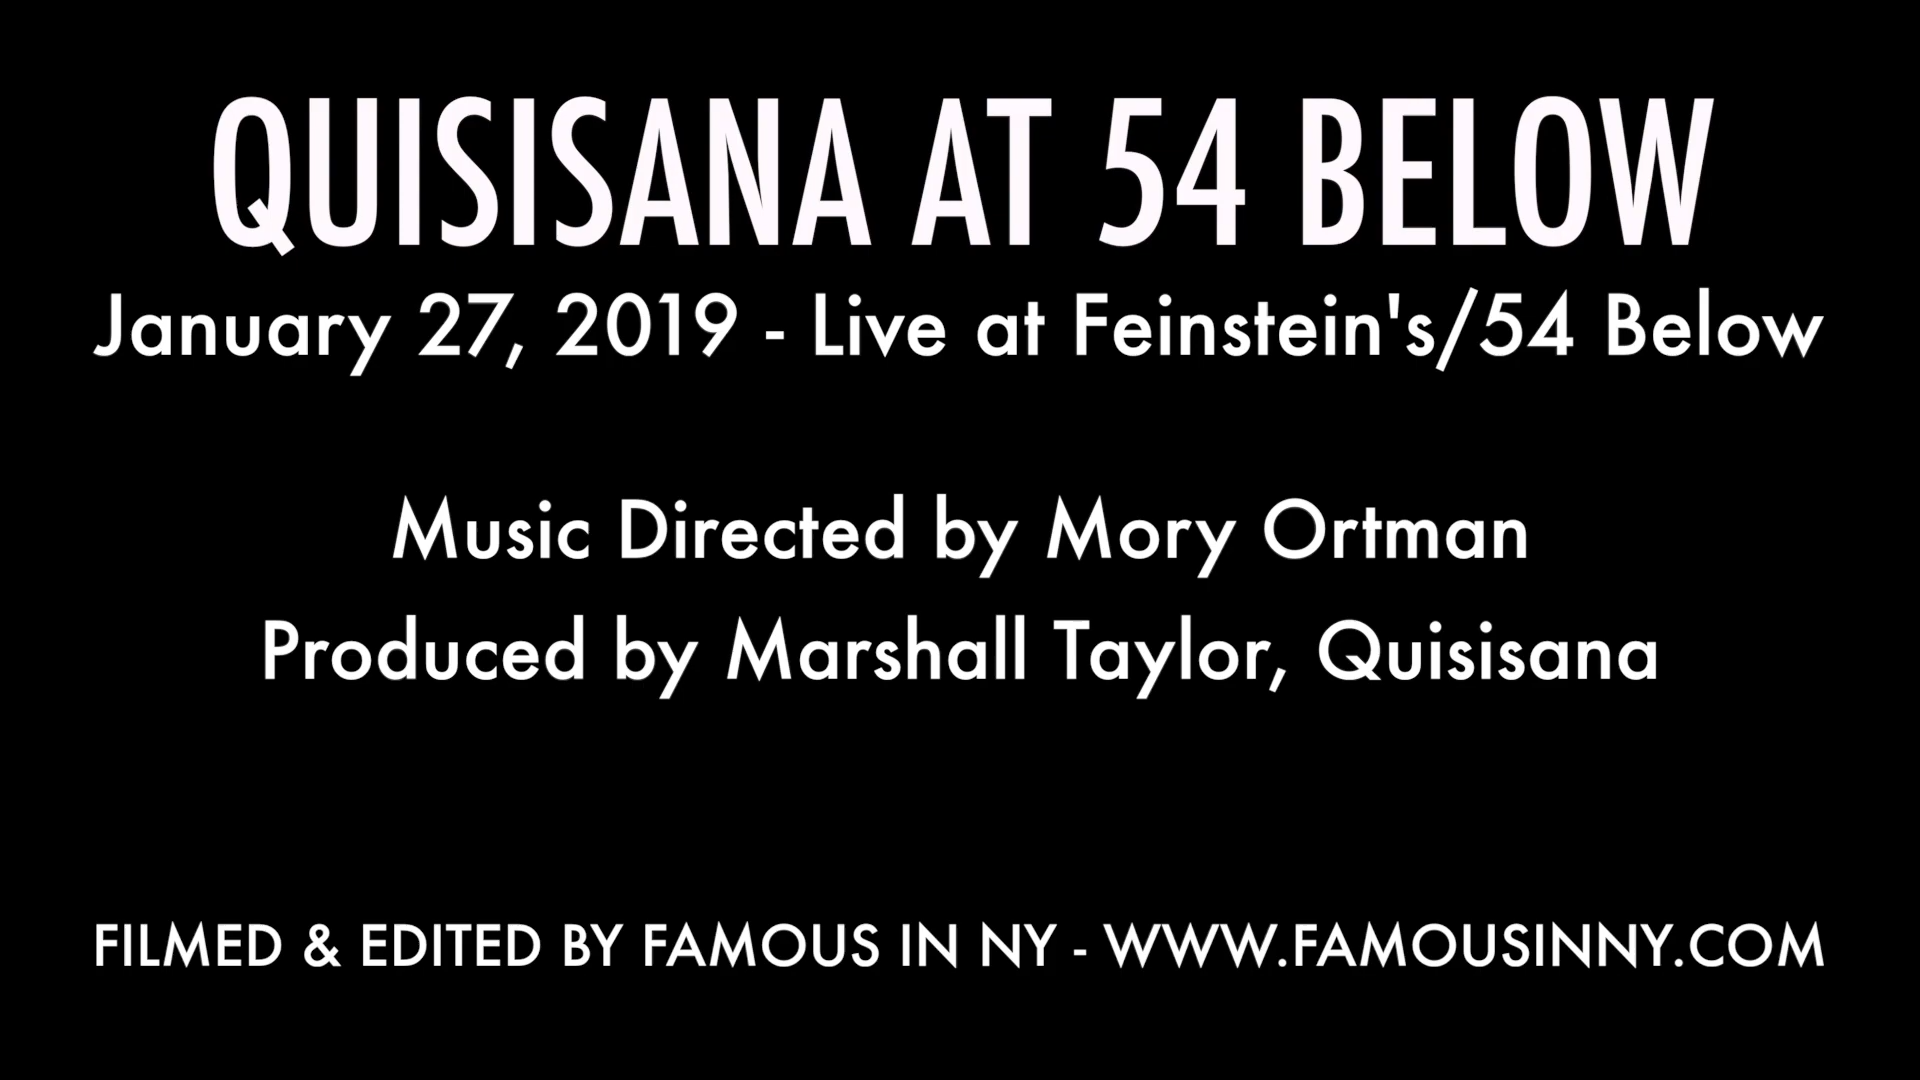 QUISISANA AT 54 BELOW
January 27, 2019 - Live at Feinstein's/54 Below
Music Directed by Mory Ortman
Produced by Marshall Taylor, Quisisana
FILMED & EDITED BY FAMOUS IN NY - WWW.FAMOUSINNY.COM